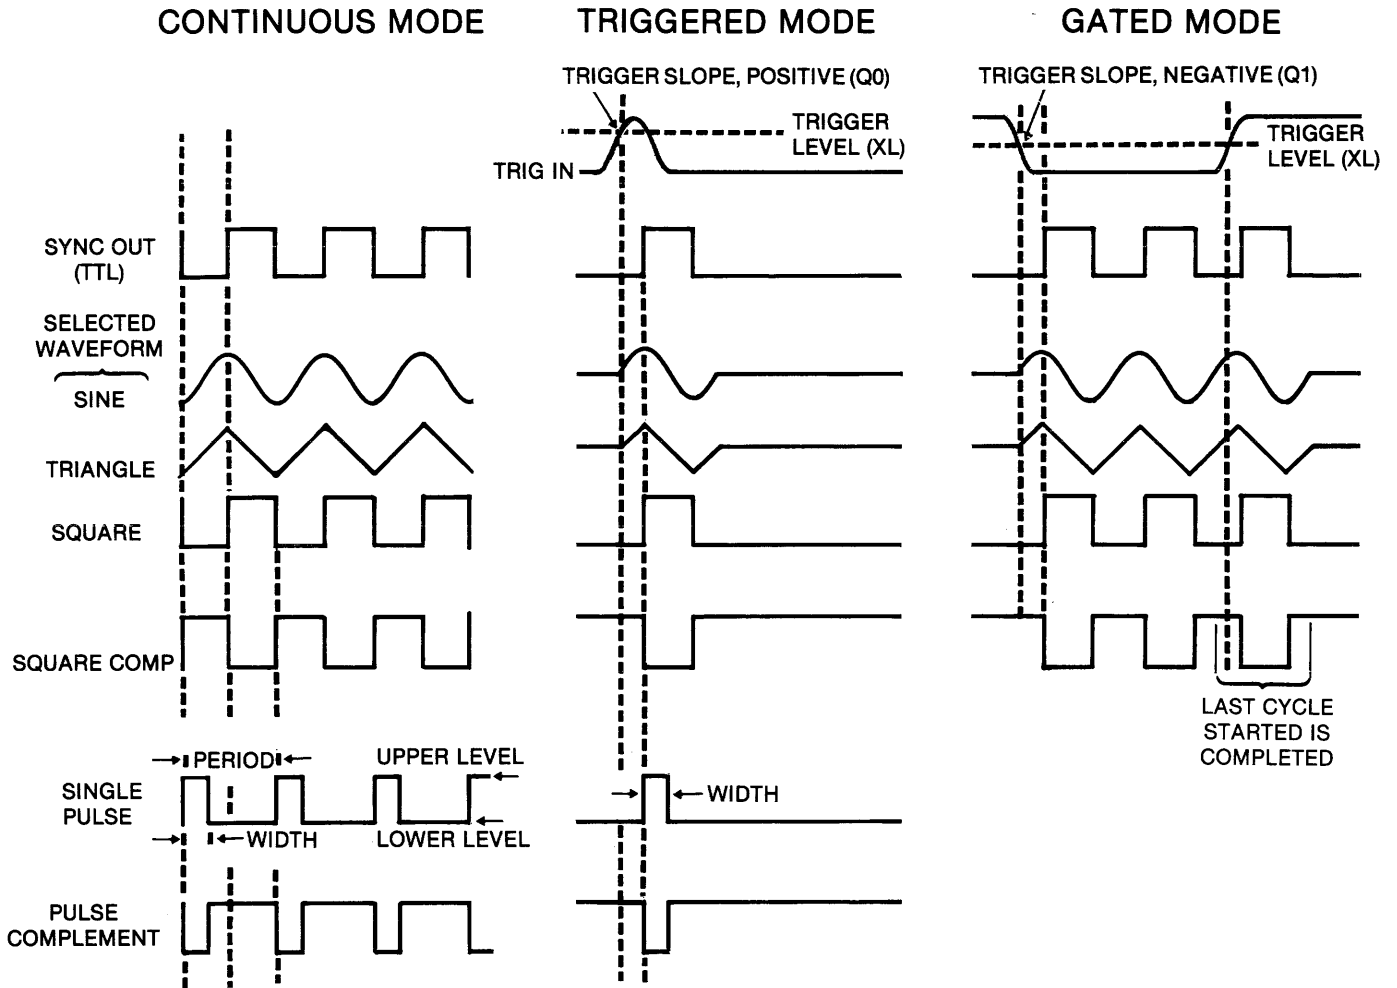 CONTINUOUS MODE
TRIGGERED MODE
GATED MODE
TRIGGER SLOPE, POSITIVE (Q0)
TRIGGER SLOPE, NEGATIVE (Q1)
TRIGGER
LEVEL (XL)
TRIGGER
LEVEL (XL)
TRIG IN
SYNC OUT
(TTL)
SELECTED
WAVEFORM
SINE
TRIANGLE
SQUARE
SQUARE COMP
LAST CYCLE
STARTED IS
COMPLETED
PERIOD
UPPER LEVEL
SINGLE
PULSE
WIDTH
WIDTH
LOWER LEVEL
PULSE
COMPLEMENT